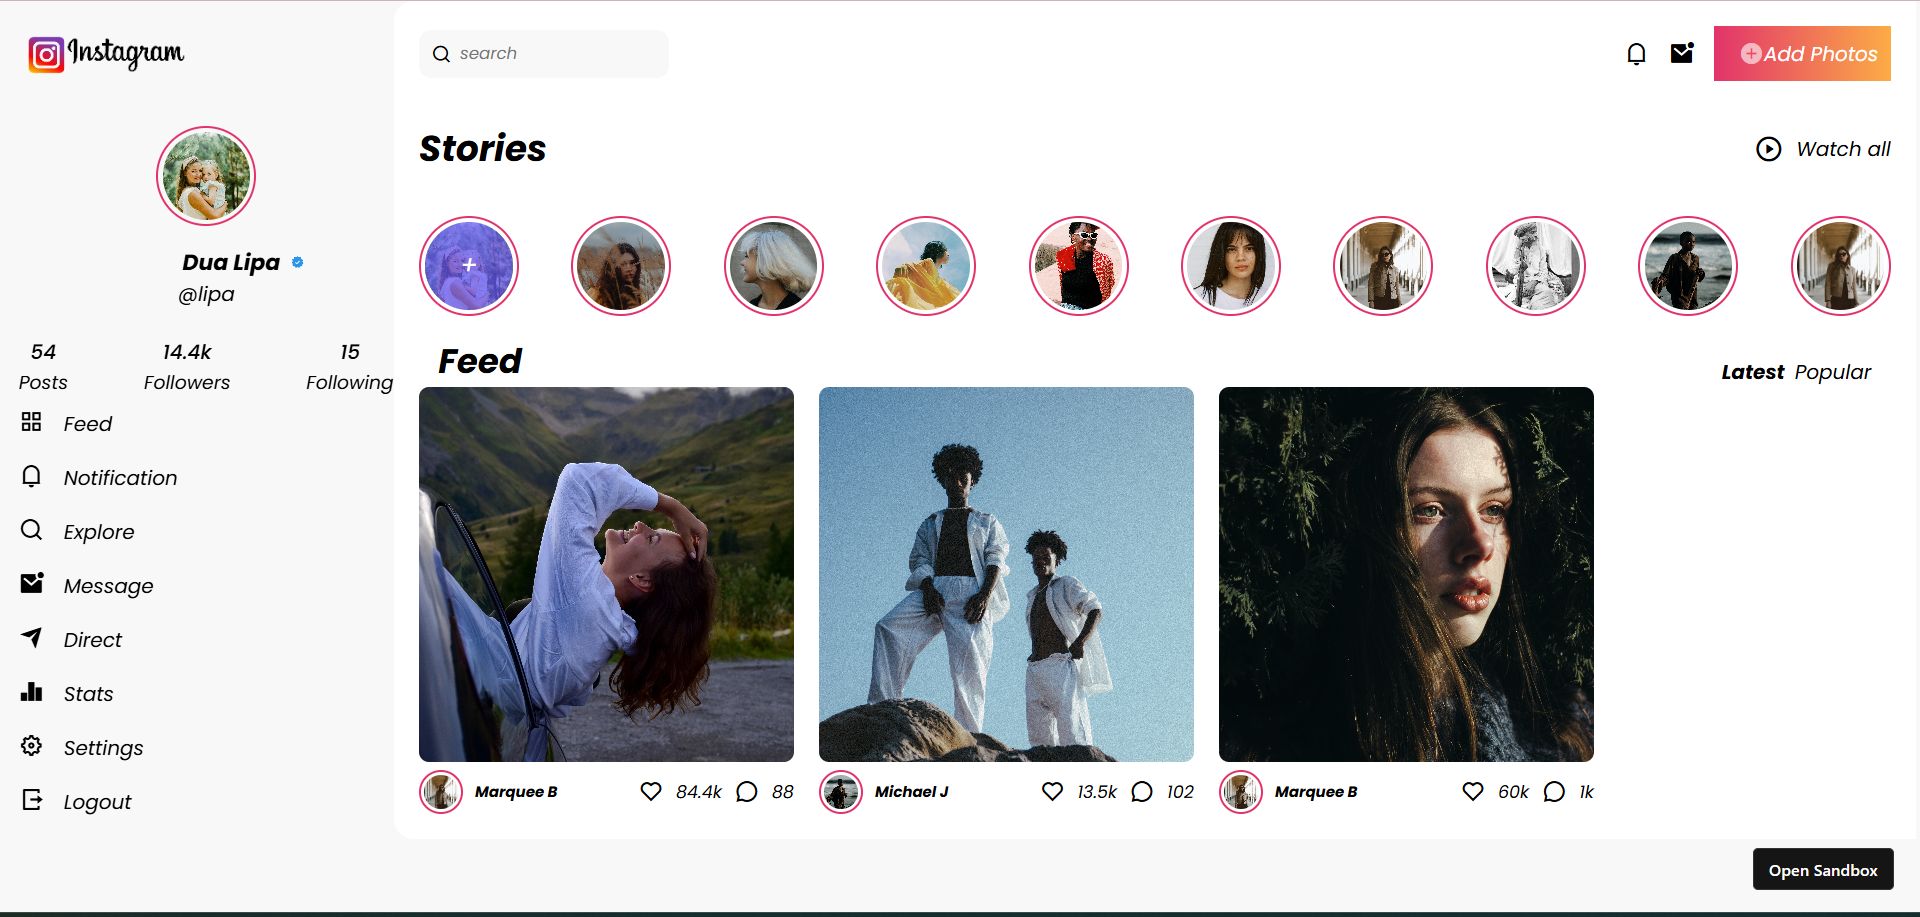 Instagram
search
Add Photos
Stories
Watch all
Dua Lipa
@lipa
54
14.4k
15
Posts
Followers
Following
Feed
Notification
Explore
Message
Direct
Stats
Settings
Logout
Feed
Latest Popular
Marquee B
84.4k
88
Michael J
13.5k
102
Marquee B
60k
1k
Open Sandbox